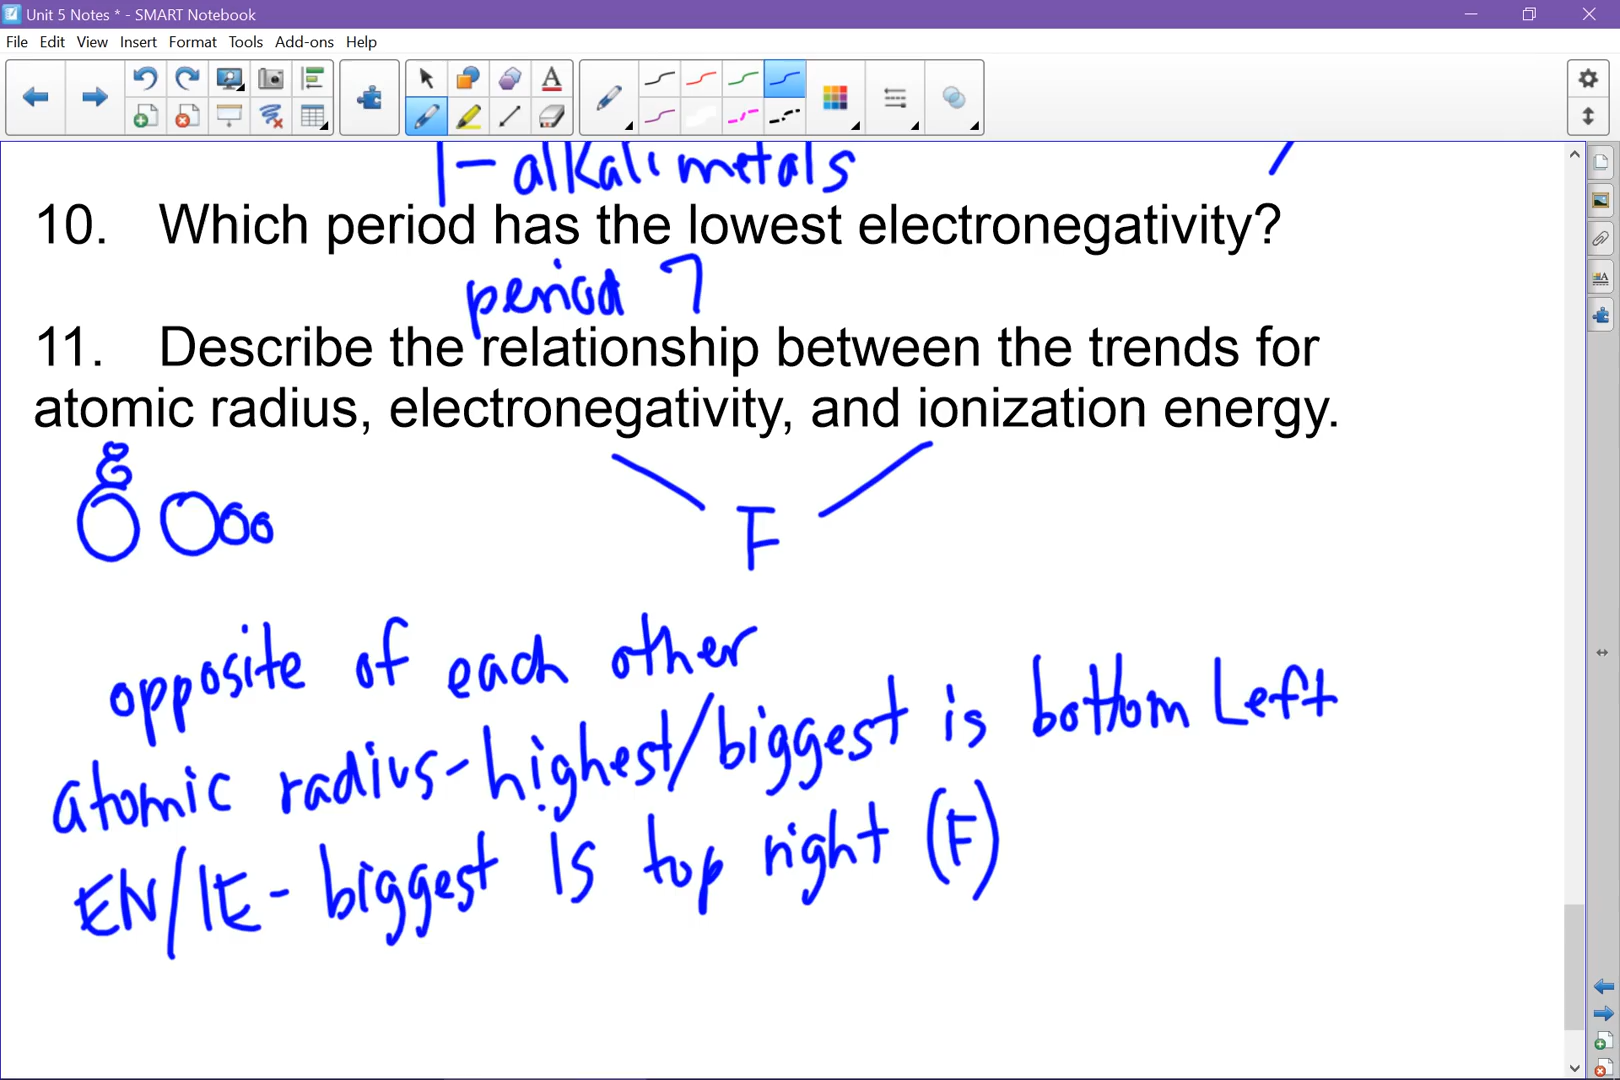 Unit 5 Notes * - SMART Notebook
File Edit View Insert Format Tools Add-ons Help
1 - alkali metals
10. Which period has the lowest electronegativity?
period 7
11. Describe the relationship between the trends for
atomic radius, electronegativity, and ionization energy.
F
opposite of each other
atomic radius - highest/biggest is bottom Left
EN/IE - biggest is top right (F)